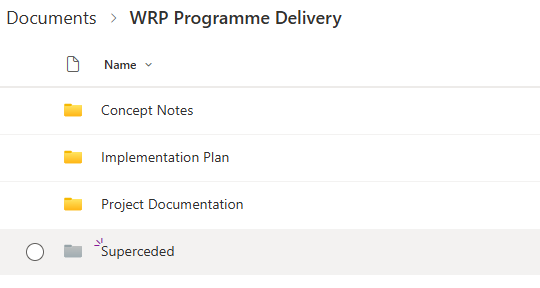 Documents > WRP Programme Delivery
Name
Concept Notes
Implementation Plan
Project Documentation
Superceded